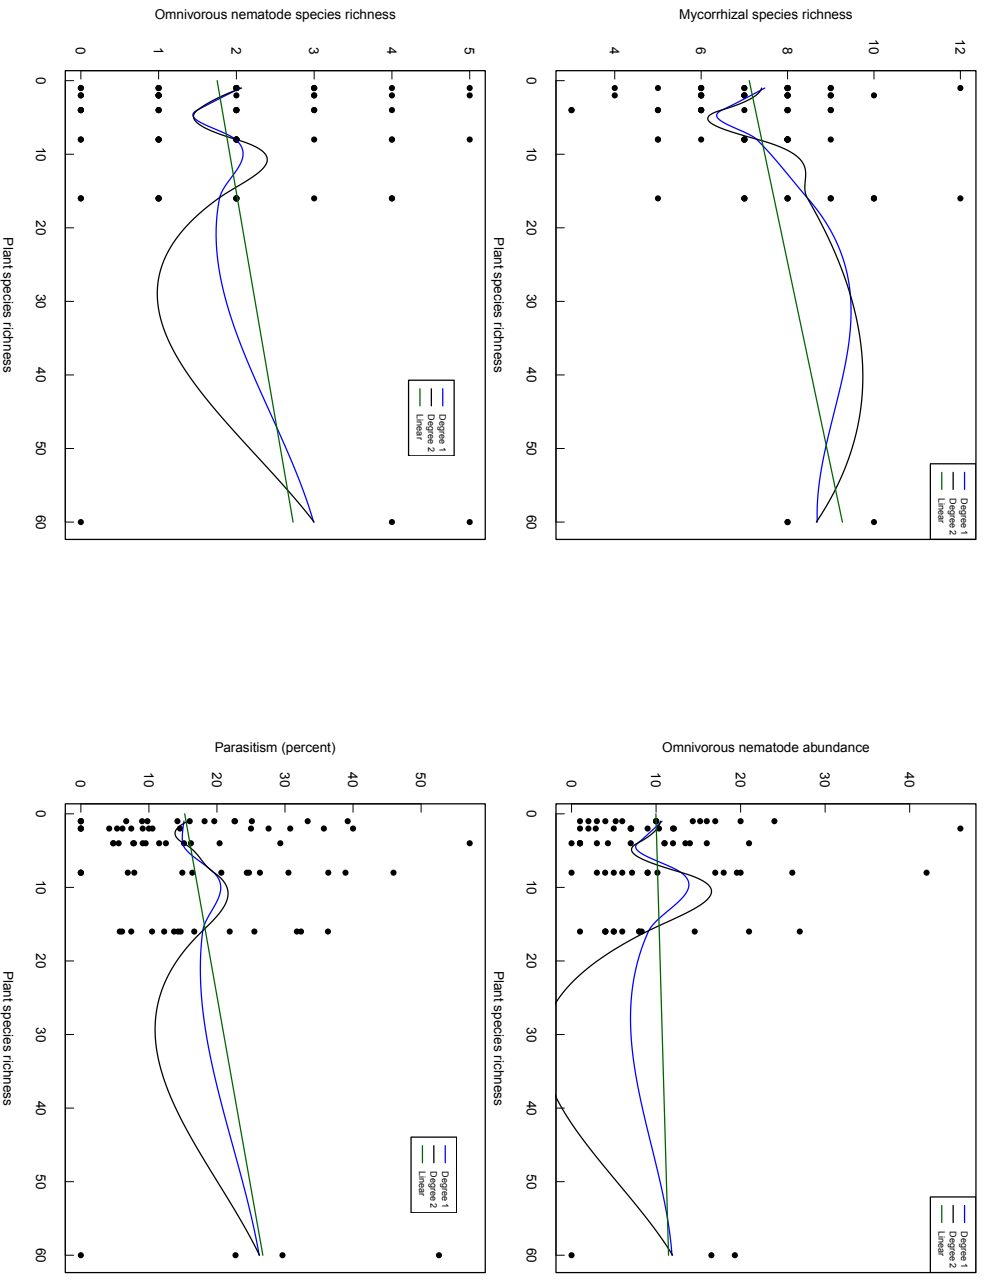 Mycorrhizal species richness
4
6
8
10
12
0
10
20
30
40
50
60
Plant species richness
Degree 1
Degree 2
Linear
Omnivorous nematode abundance
0
10
20
30
40
0
10
20
30
40
50
60
Plant species richness
Degree 1
Degree 2
Linear
Omnivorous nematode species richness
0
1
2
3
4
5
0
10
20
30
40
50
60
Plant species richness
Degree 1
Degree 2
Linear
Parasitism (percent)
0
10
20
30
40
50
0
10
20
30
40
50
60
Plant species richness
Degree 1
Degree 2
Linear